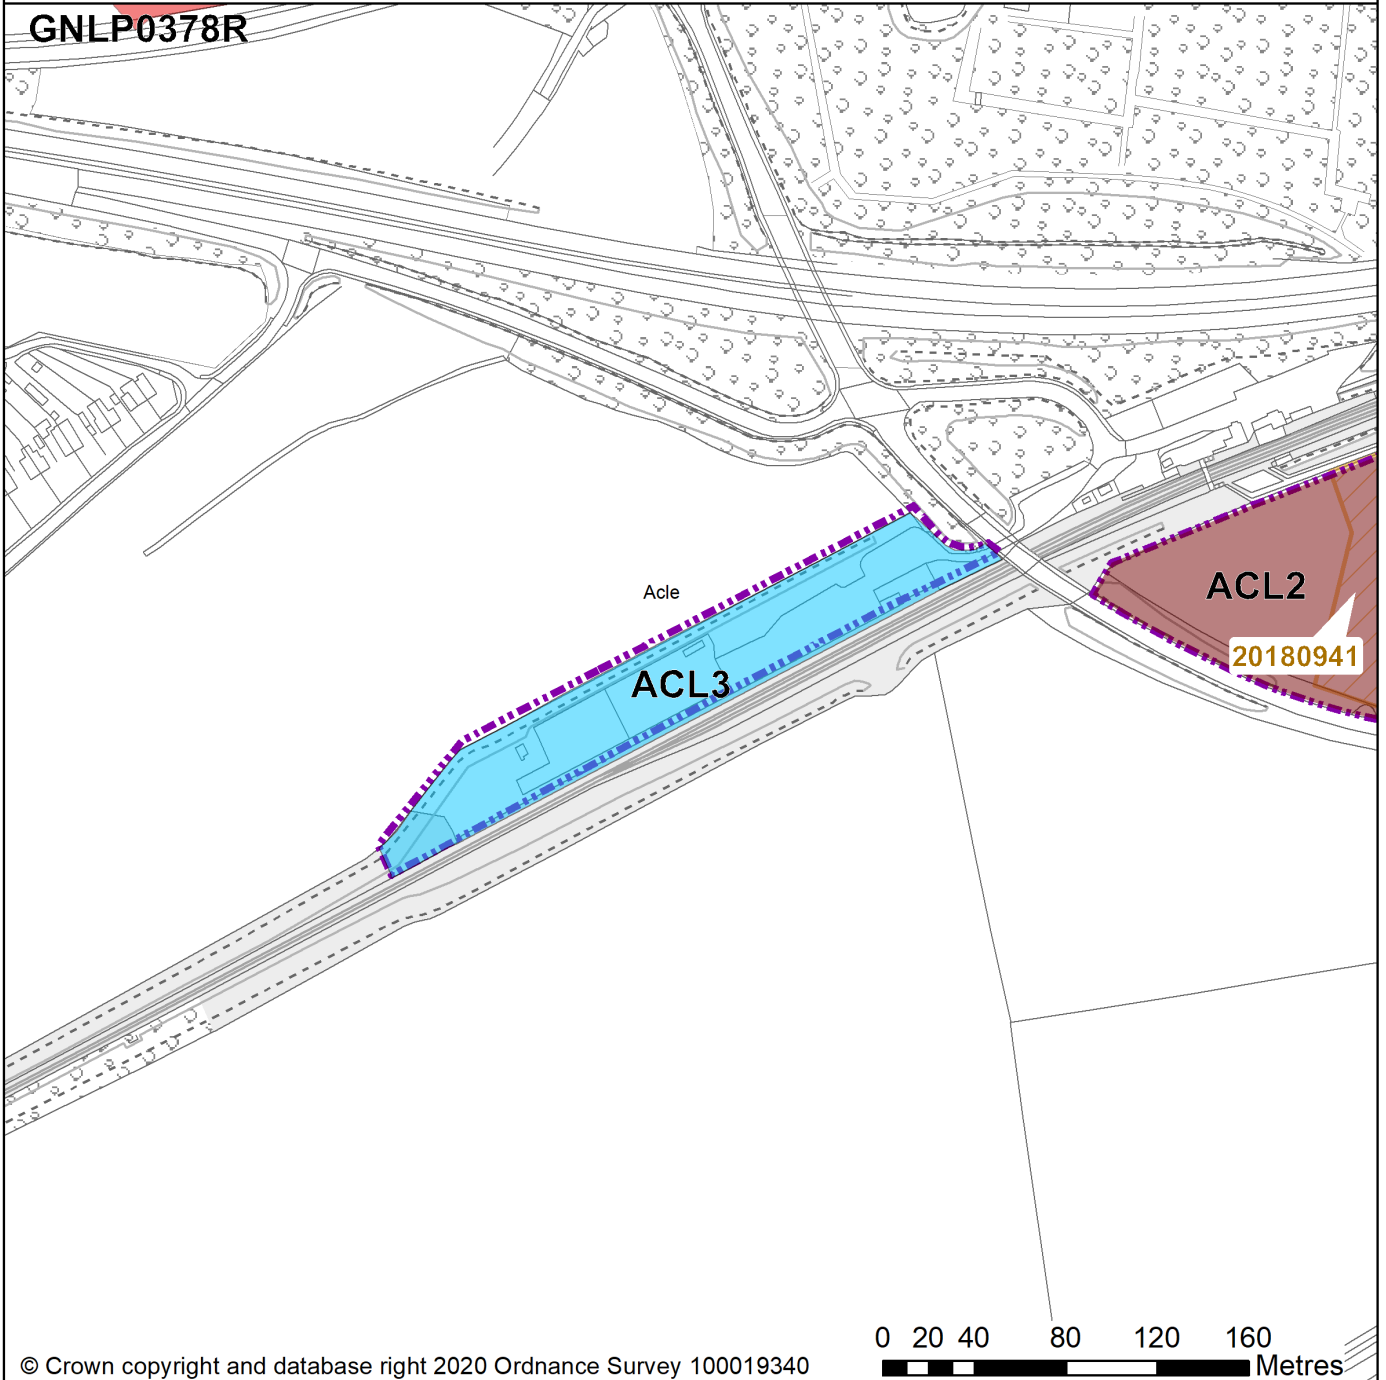 GNLP0378R
Acle
ACL2
20180941
ACL3
0 20 40 80 120 160
Metres
© Crown copyright and database right 2020 Ordnance Survey 100019340